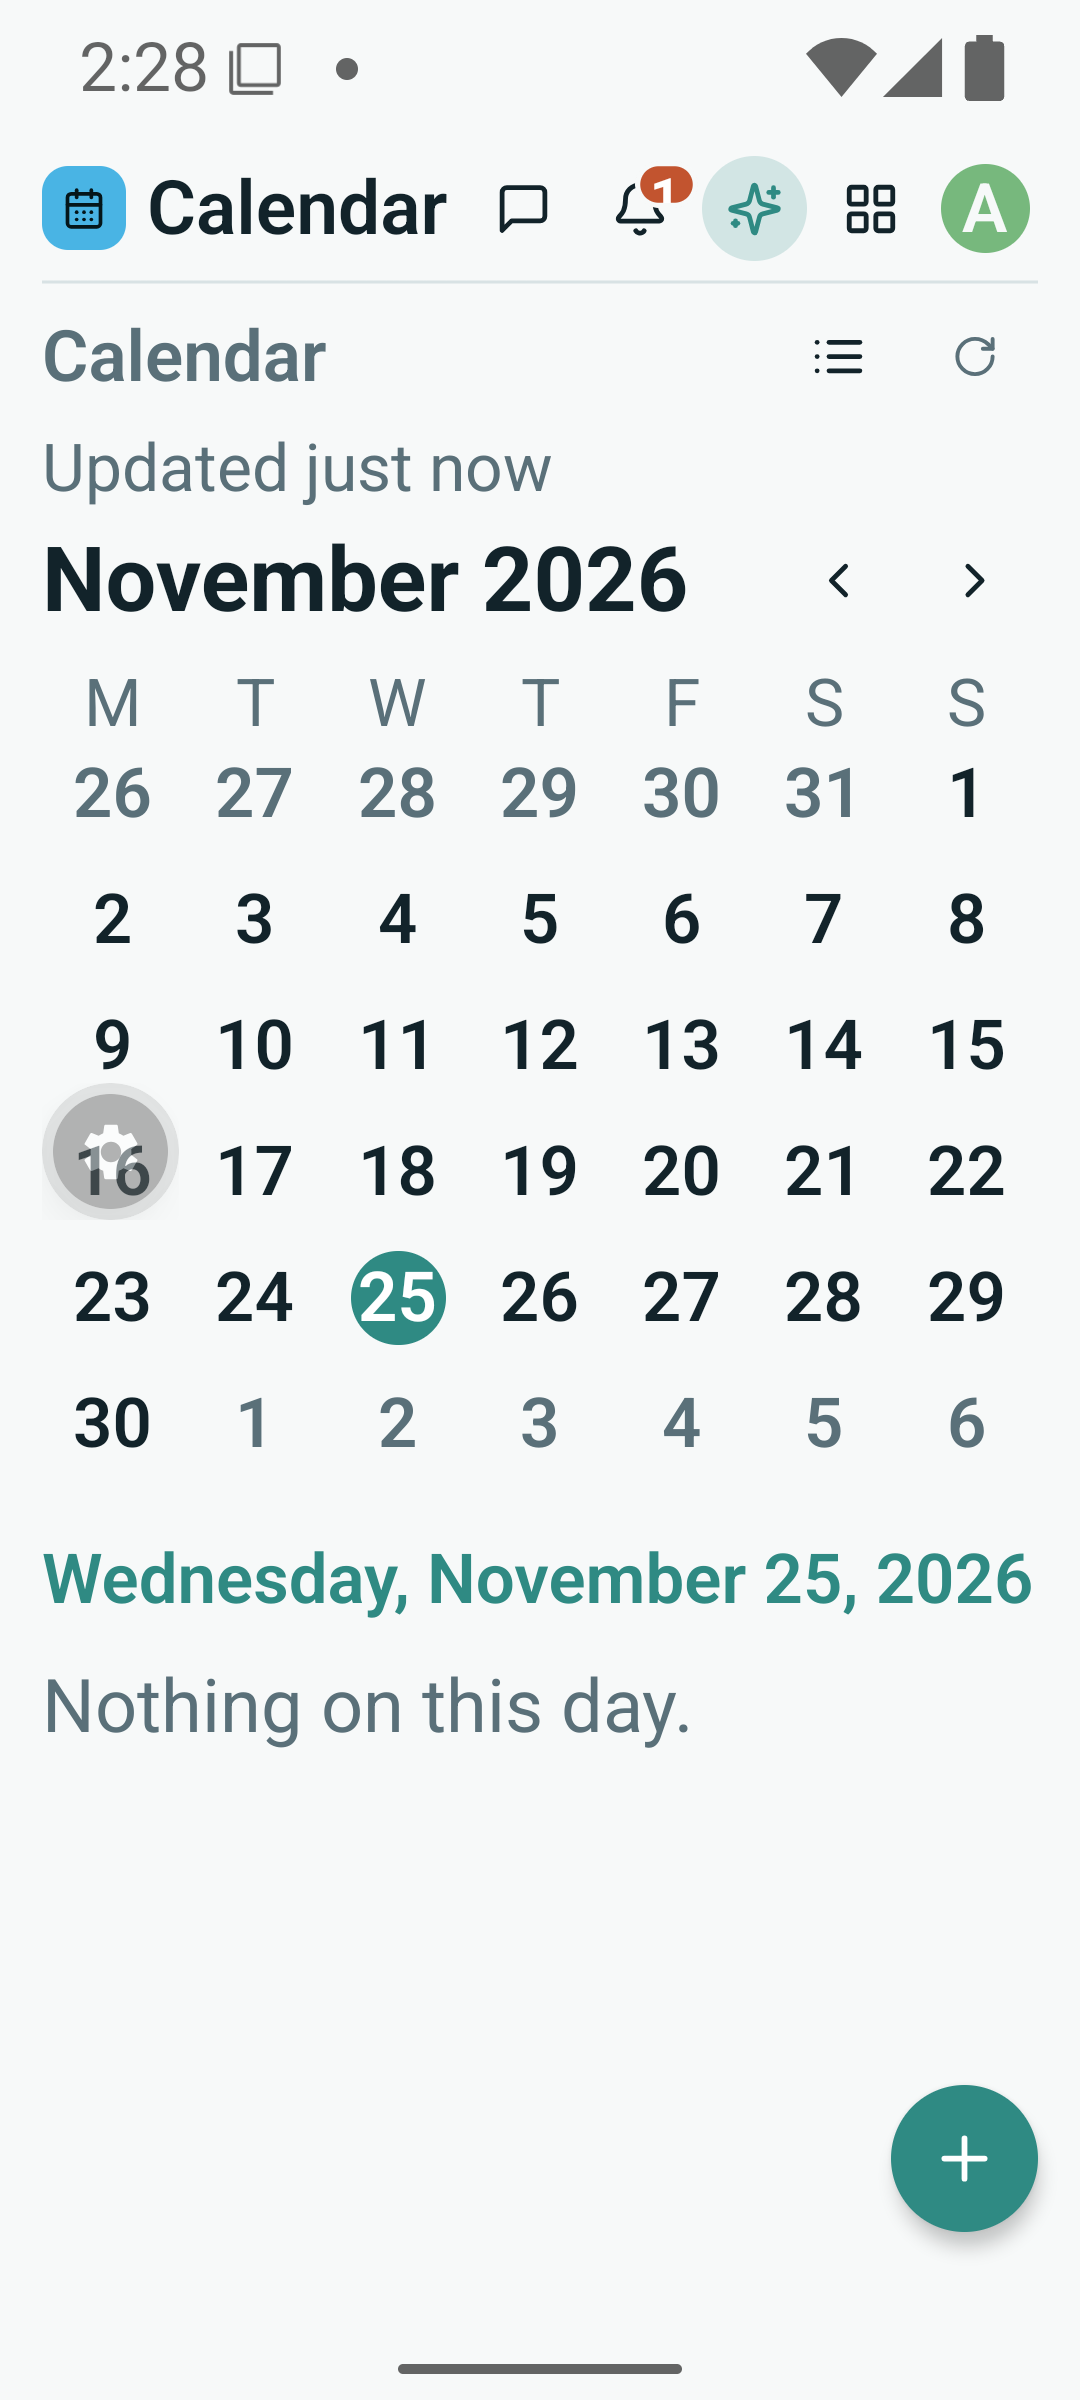 2:28
Calendar 1 A
Calendar
Updated just now
November 2026
M T W T F S S
26 27 28 29 30 31 1
2 3 4 5 6 7 8
9 10 11 12 13 14 15
16 17 18 19 20 21 22
23 24 25 26 27 28 29
30 1 2 3 4 5 6
Wednesday, November 25, 2026
Nothing on this day.